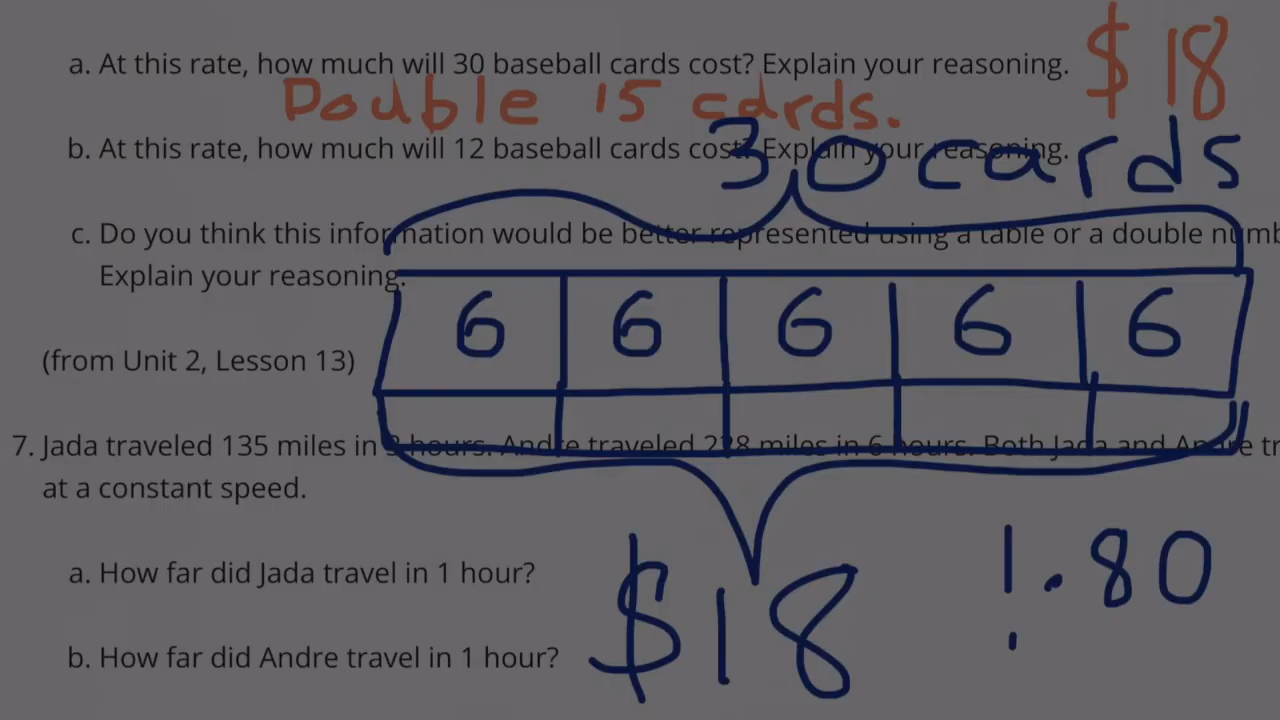 a. At this rate, how much will 30 baseball cards cost? Explain your reasoning.
$18
Double 15 cards.
b. At this rate, how much will 12 baseball cards cost? Explain your reasoning.
30 cards
c. Do you think this information would be better represented using a table or a double numb
Explain your reasoning.
6 6 6 6 6
(from Unit 2, Lesson 13)
7. Jada traveled 135 miles in 3 hours. Andre traveled 228 miles in 6 hours. Both Jada and Andre tr
at a constant speed.
a. How far did Jada travel in 1 hour?
$18
.80
b. How far did Andre travel in 1 hour?